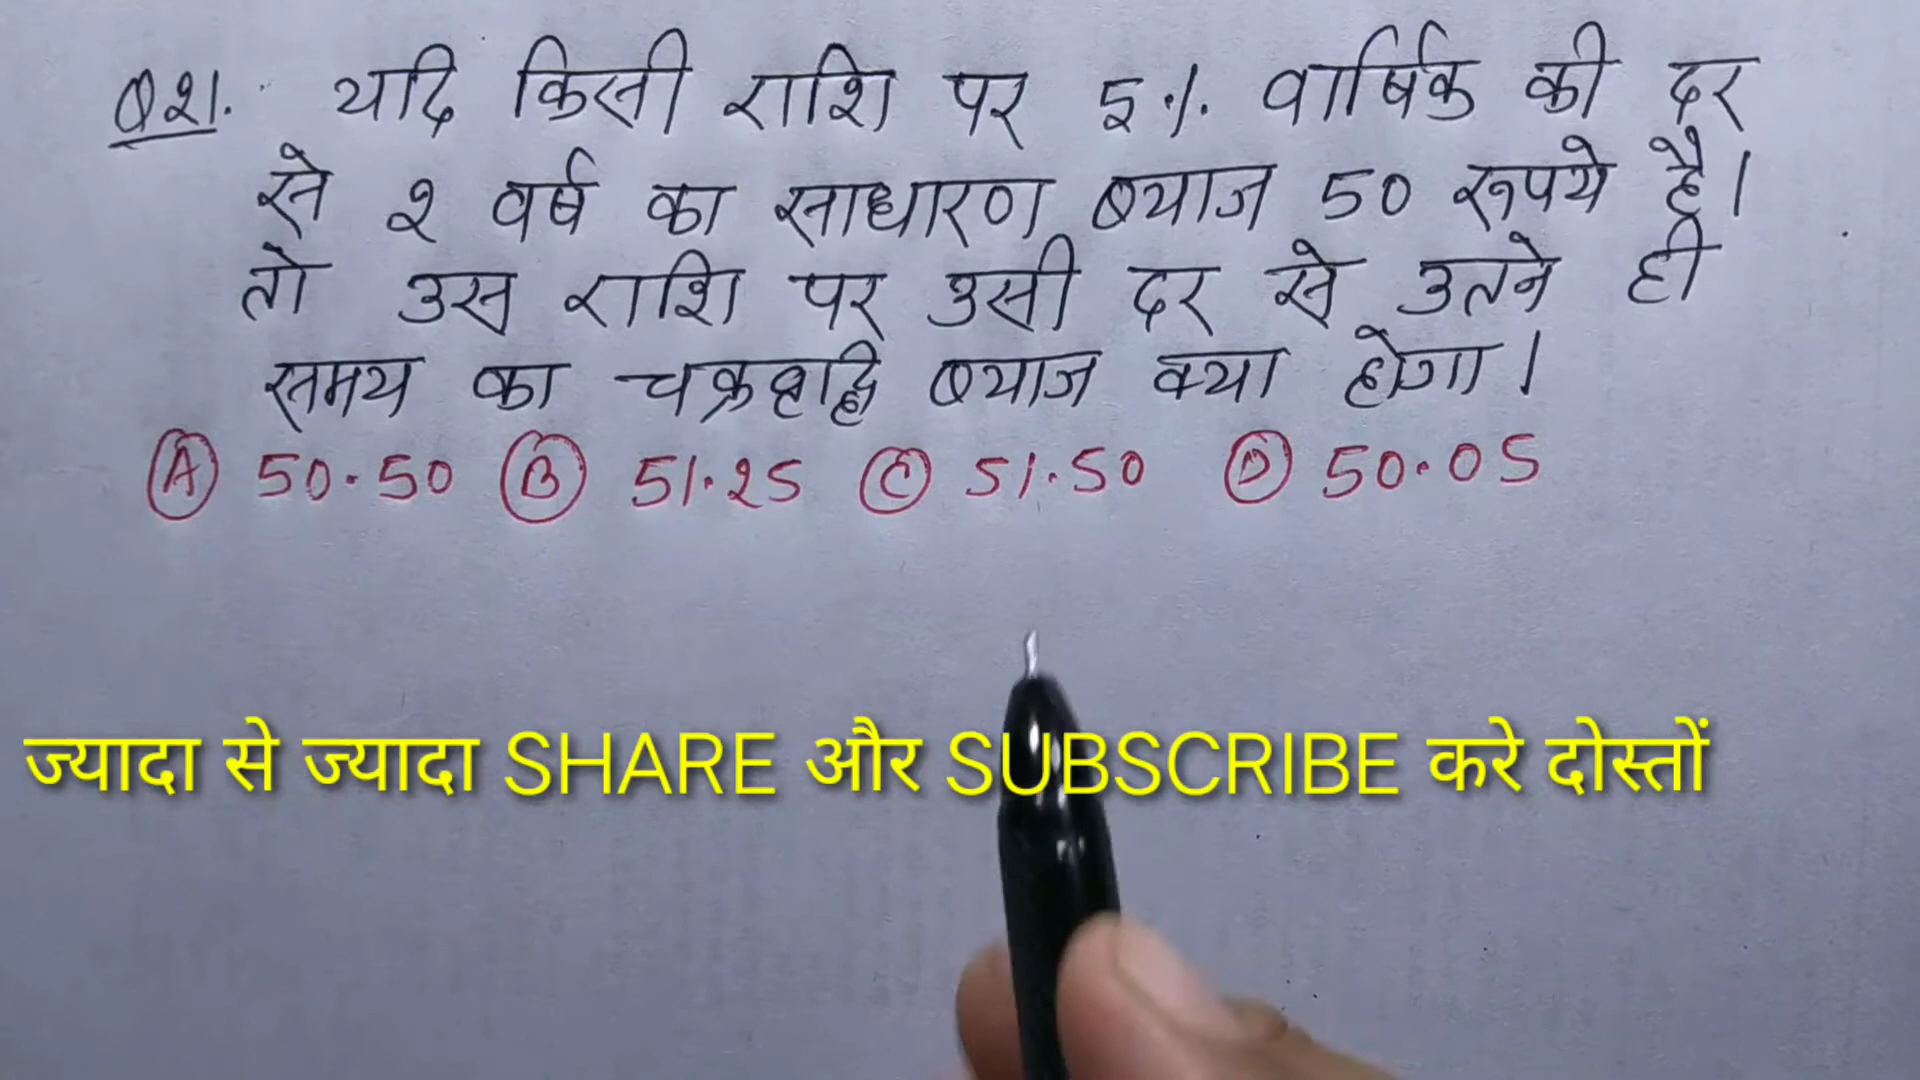 Q21. यदि किसी राशि पर 5% वार्षिक की दर
से 2 वर्ष का साधारण ब्याज 50 रूपये है।
तो उस राशि पर उसी दर से उतने ही
समय का चक्रवृद्धि ब्याज क्या होगा।
(A) 50.50 (B) 51.25 (C) 51.50 (D) 50.05
ज्यादा से ज्यादा SHARE और SUBSCRIBE करे दोस्तों